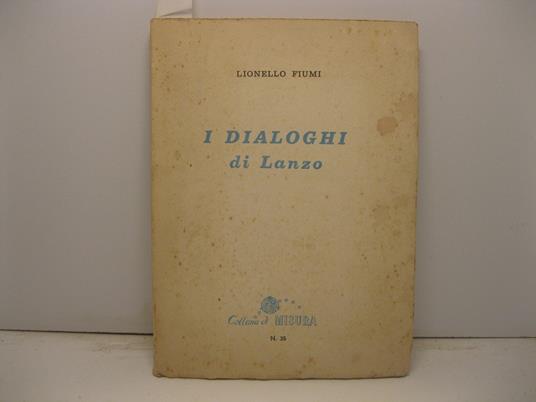 LIONELLO FIUMI
I DIALOGHI
di Lanzo
Collana di MISURA
N. 35